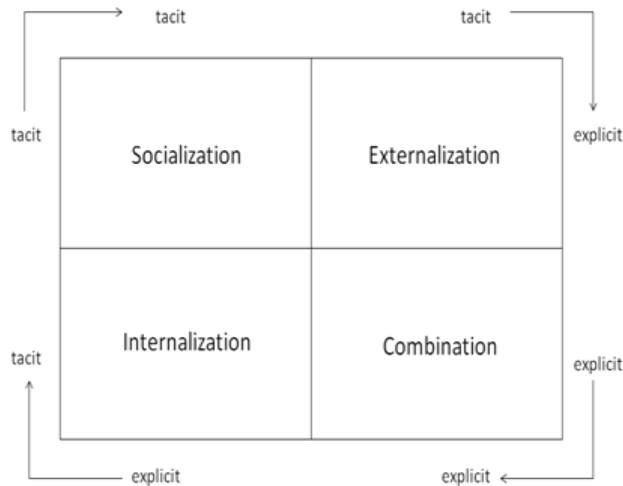 tacit tacit
tacit explicit
Socialization Externalization
Internalization Combination
tacit explicit
explicit explicit